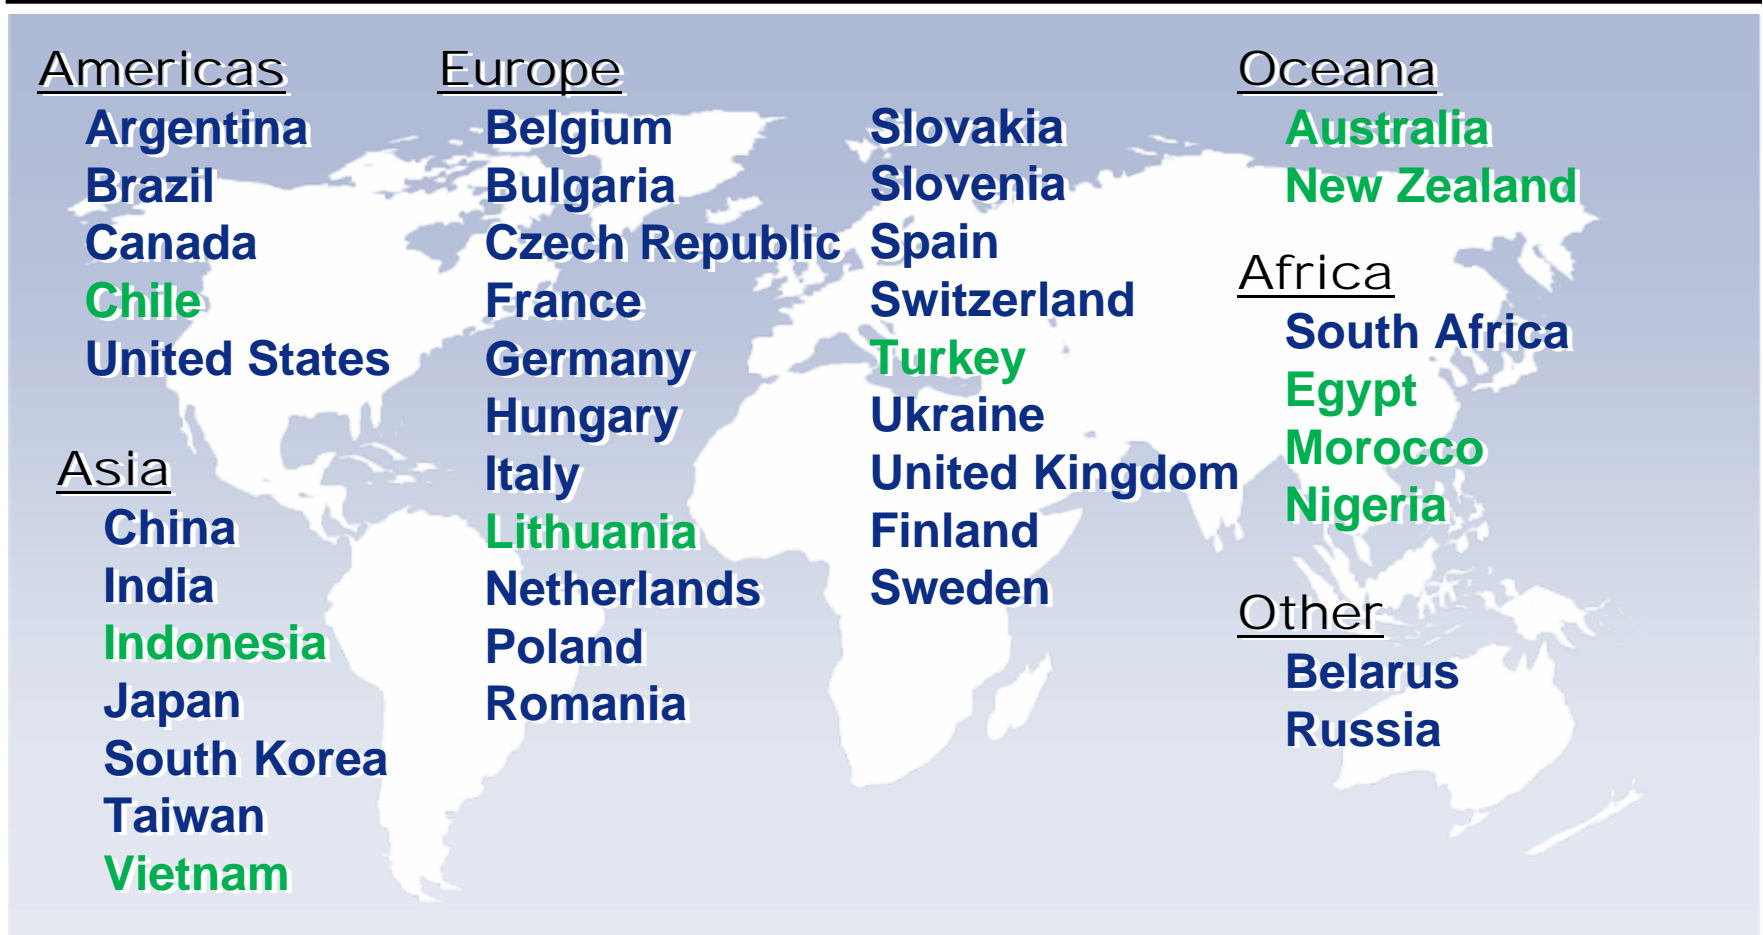 Americas
Argentina
Brazil
Canada
Chile
United States
Asia
China
India
Indonesia
Japan
South Korea
Taiwan
Vietnam
Europe
Belgium
Bulgaria
Czech Republic
France
Germany
Hungary
Italy
Lithuania
Netherlands
Poland
Romania
Slovakia
Slovenia
Spain
Switzerland
Turkey
Ukraine
United Kingdom
Finland
Sweden
Oceana
Australia
New Zealand
Africa
South Africa
Egypt
Morocco
Nigeria
Other
Belarus
Russia